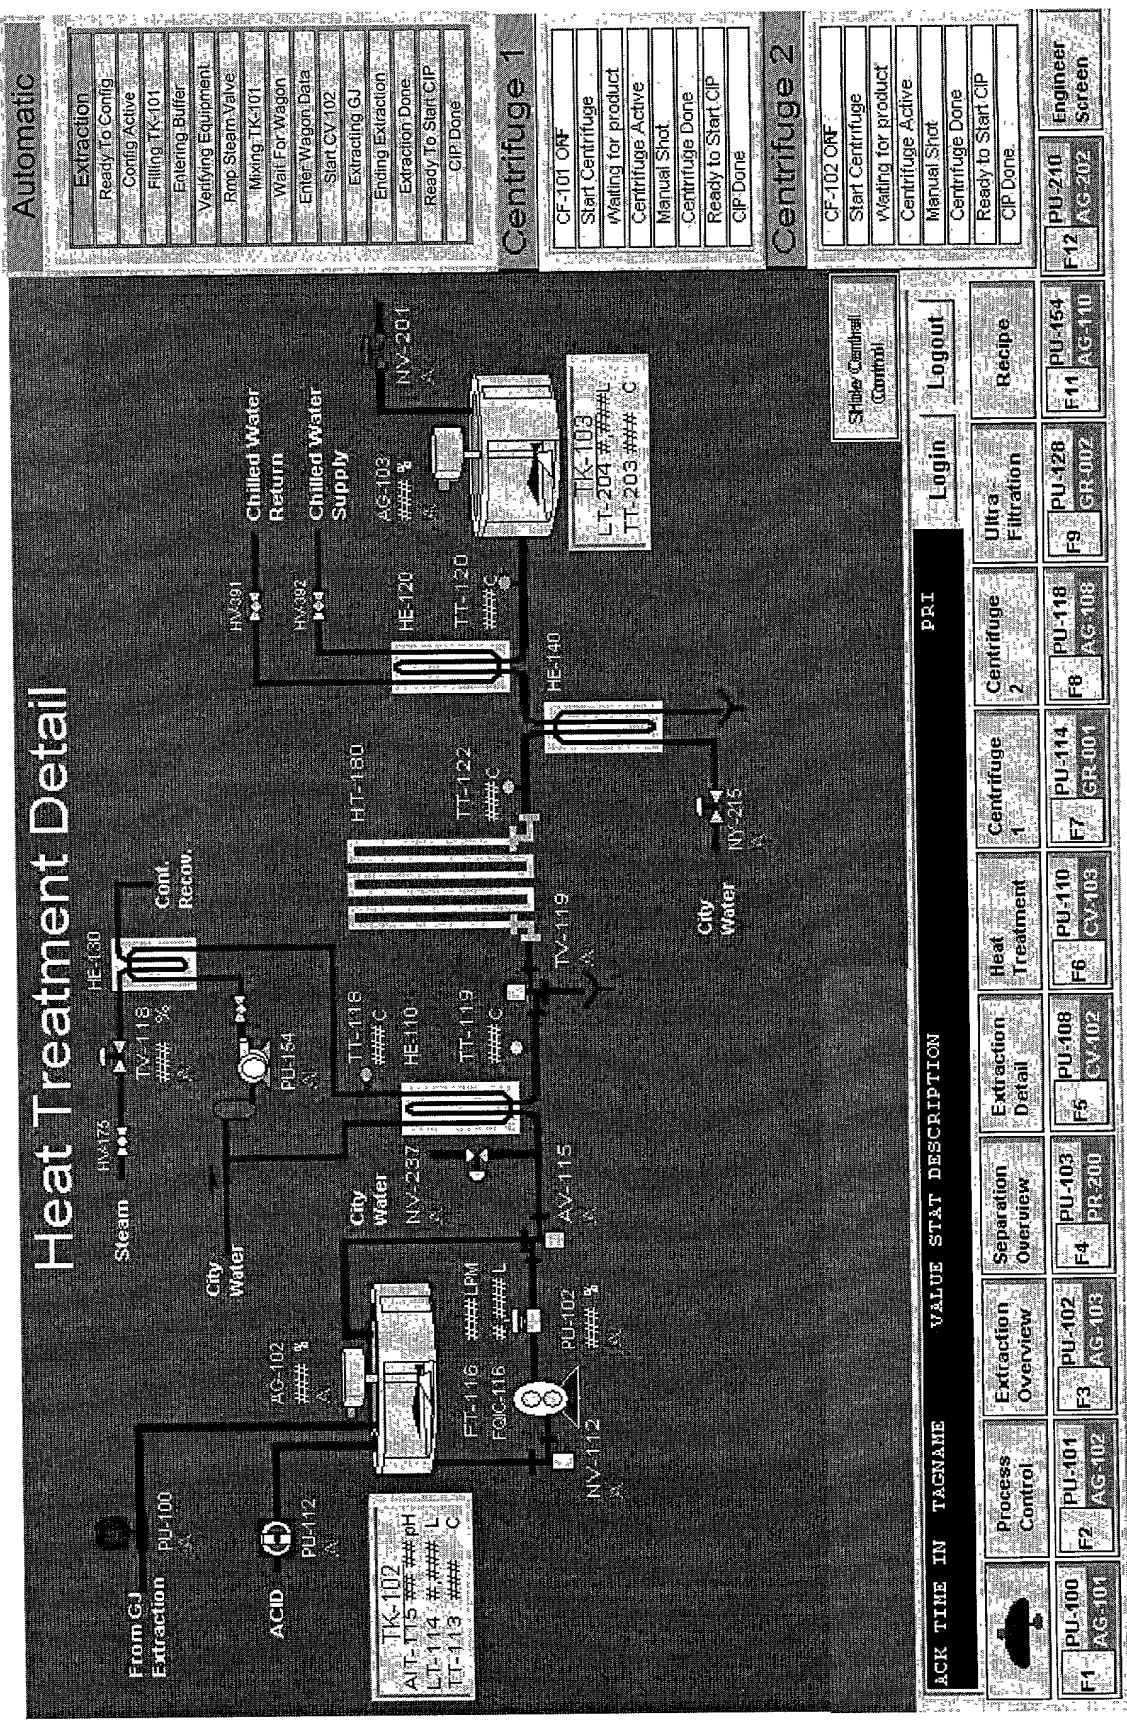 Heat Treatment Detail
From GJ
Extraction
PU-100
A
ACID
PU-112
A
TK-102
AIT-115 ##.##pH
LT-114 #,### L
TT-113 ### C
AG-102
### %
A
NV-112
A
FT-116 ###LPM
FQC-116 #,####L
PU-102
### %
A
AV-115
A
City
Water
NV-237
A
City
Water
Steam
HV-175
TV-118
### %
A
PU-154
A
HE-130
Cont.
Recov.
TT-118
###C
HE-110
TT-119
###C
TV-119
A
HT-180
TT-122
###C
City
Water
NV-215
A
HE-140
HE-120
TT-120
###C
HV-391
HV-392
Chilled Water
Return
Chilled Water
Supply
AG-103
### %
A
NV-201
A
TK-103
LT-204 #,###L
TT-203 ### C
Automatic
Extraction
Ready To Config
Config Active
Filling TK-101
Entering Buffer
Verifying Equipment
Rmp Steam Valve
Mixing TK-101
Wait For Wagon
Enter Wagon Data
Start CV 102
Extracting GJ
Ending Extraction
Extraction Done
Ready To Start CIP
CIP Done
Centrifuge 1
CF-101 Off
Start Centrifuge
Waiting for product
Centrifuge Active
Manual Shot
Centrifuge Done
Ready to Start CIP
CIP Done
Centrifuge 2
CF-102 Off
Start Centrifuge
Waiting for product
Centrifuge Active
Manual Shot
Centrifuge Done
Ready to Start CIP
CIP Done
Control
Login
Logout
ACK TIME IN TAGNAME VALUE STAT DESCRIPTION PRI
Process
Control
Extraction
Overview
Separation
Overview
Extraction
Detail
Heat
Treatment
Centrifuge
1
Centrifuge
2
Ultra
Filtration
Recipe
Engineer
Screen
F1 PU-100
AG-101
F2 PU-101
AG-102
F3 PU-102
AG-103
F4 PU-103
PR-200
F5 PU-108
CV-102
F6 PU-110
CV-103
F7 PU-114
GR-001
F8 PU-118
AG-108
F9 PU-128
GR-002
F11 PU-154
AG-110
F12 PU-210
AG-202